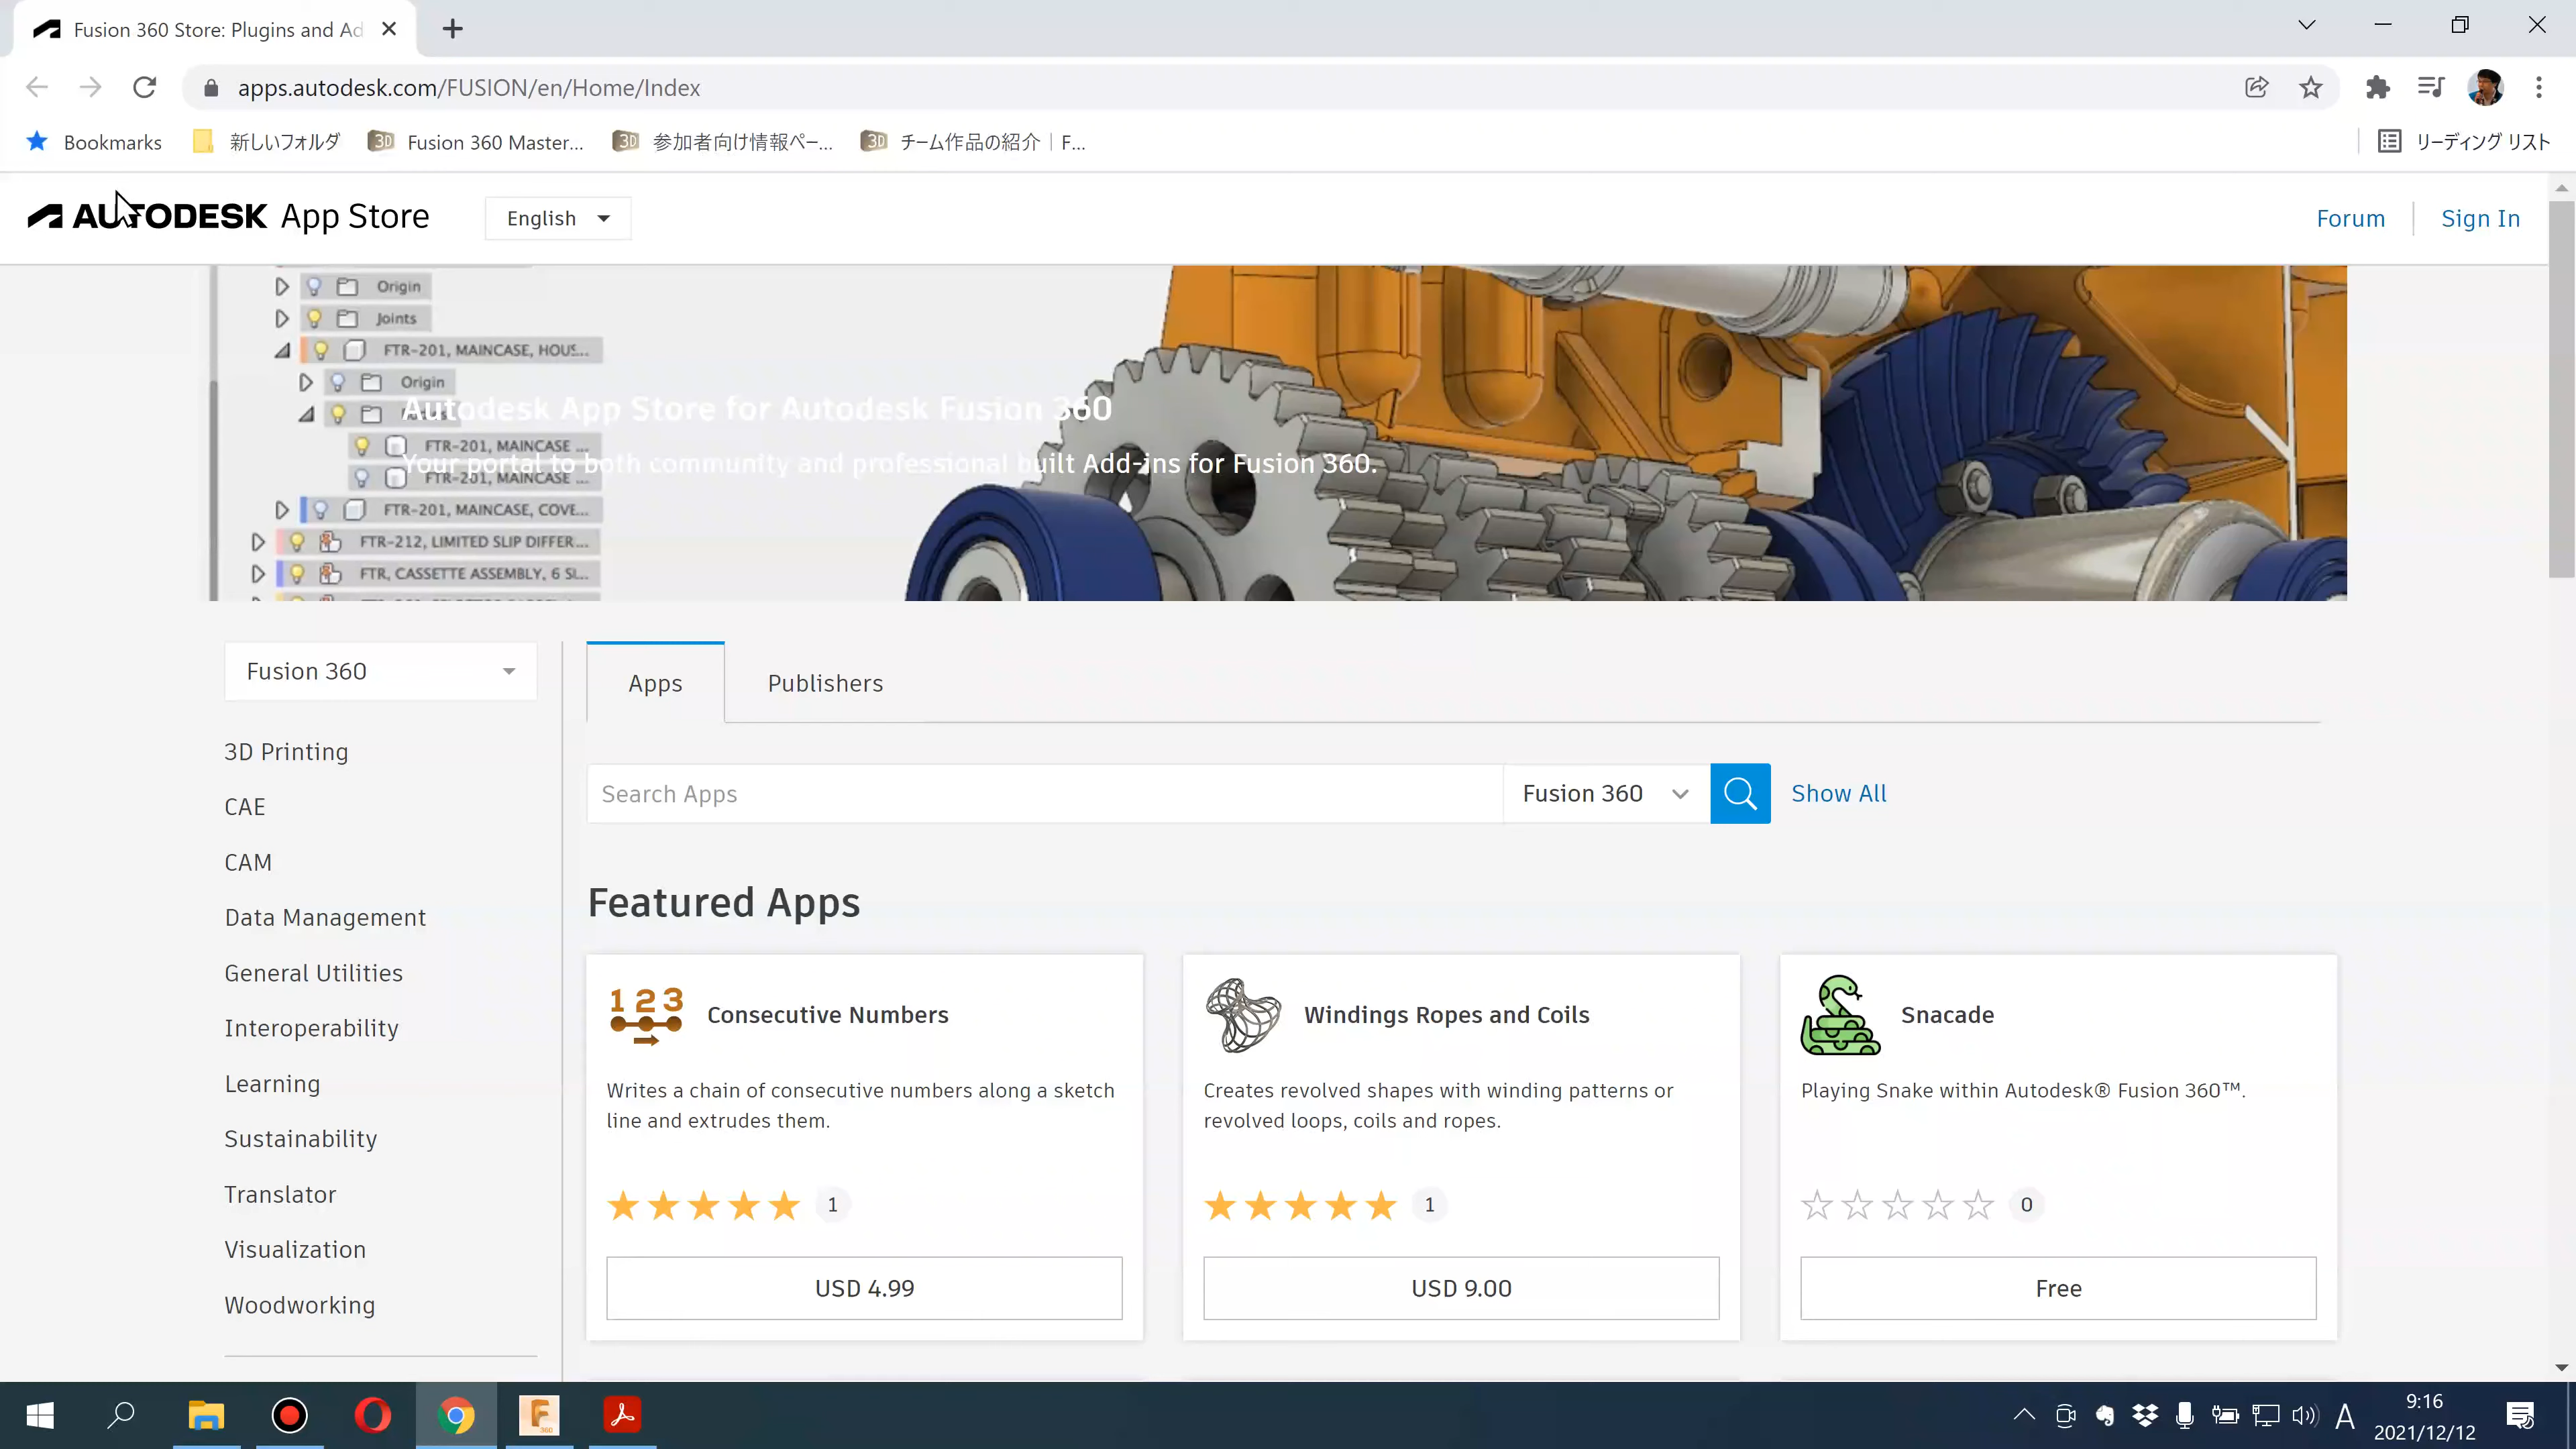 Fusion 360 Store: Plugins and Ad
apps.autodesk.com/FUSION/en/Home/Index
Bookmarks
新しいフォルダ
3D
Fusion 360 Master...
3D
参加者向け情報ペー...
3D
チーム作品の紹介 | F...
リーディング リスト
AUTODESK App Store
English
Forum
Sign In
Origin
Joints
FTR-201, MAINCASE, HOUS...
Origin
Autodesk App Store for Autodesk Fusion 360
FTR-201, MAINCASE ...
Your portal to both community and professional built Add-ins for Fusion 360.
FTR-201, MAINCASE ...
FTR-201, MAINCASE, COVE...
FTR-212, LIMITED SLIP DIFFER...
FTR, CASSETTE ASSEMBLY, 6 SI...
Fusion 360
3D Printing
CAE
CAM
Data Management
General Utilities
Interoperability
Learning
Sustainability
Translator
Visualization
Woodworking
Apps
Publishers
Search Apps
Fusion 360
Show All
Featured Apps
1 2 3
Consecutive Numbers
Writes a chain of consecutive numbers along a sketch
line and extrudes them.
1
USD 4.99
Windings Ropes and Coils
Creates revolved shapes with winding patterns or
revolved loops, coils and ropes.
1
USD 9.00
Snacade
Playing Snake within Autodesk® Fusion 360™.
0
Free
F
360
A
9:16
2021/12/12